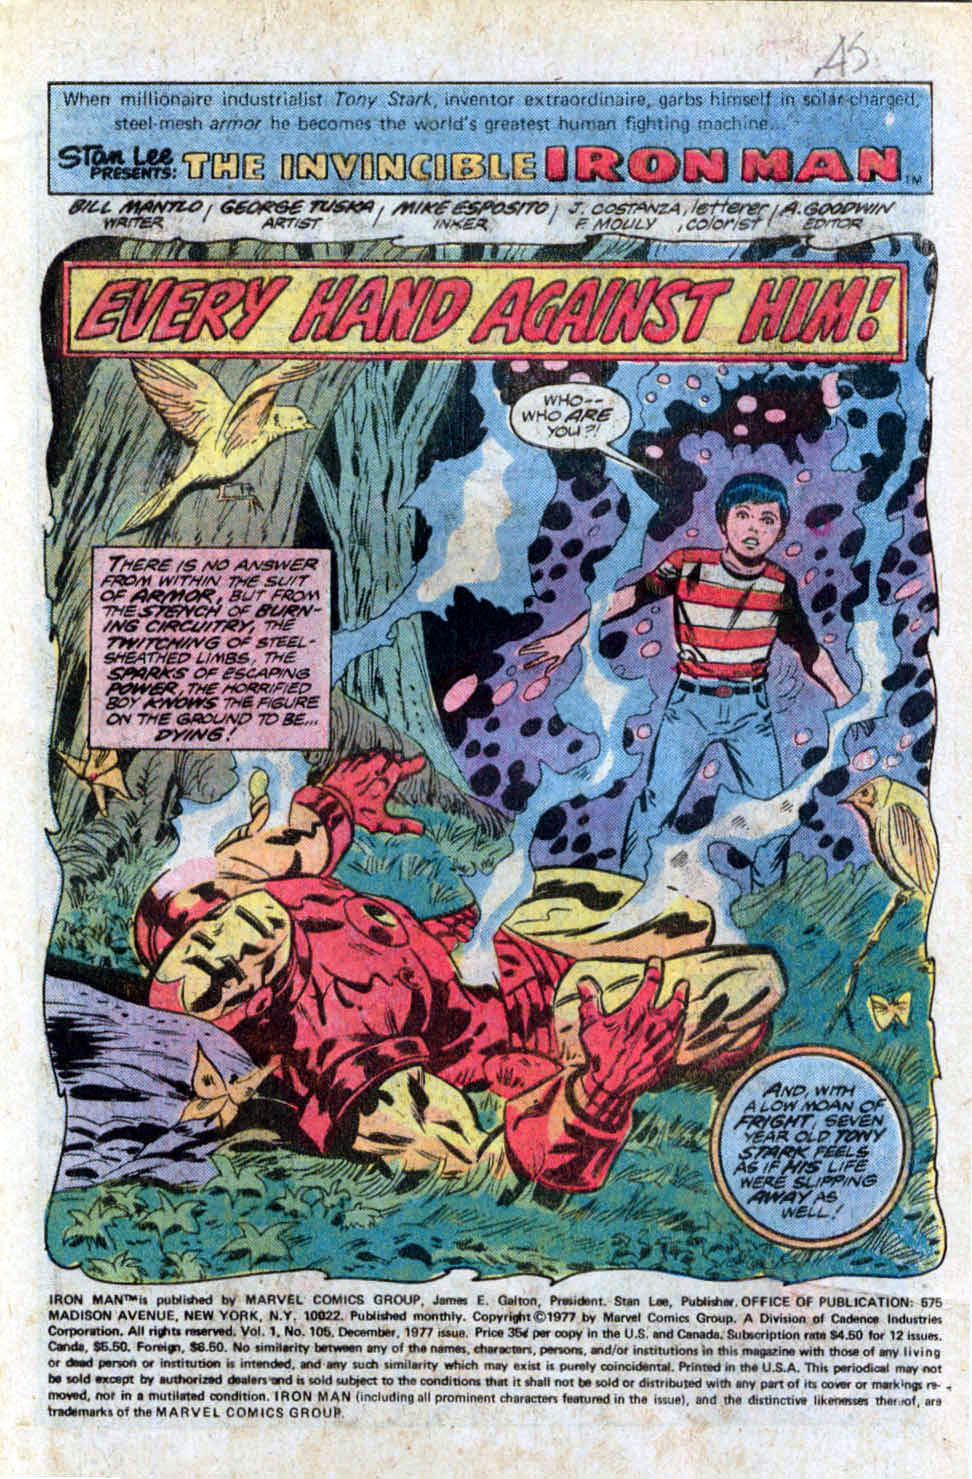 AS
When millionaire industrialist Tony Stark, inventor extraordinaire, garbs himself in solar-charged,
steel-mesh armor he becomes the world's greatest human fighting machine...
STAN LEE
PRESENTS: THE INVINCIBLE IRON MAN ™
BILL MANTLO / GEORGE TUSKA / MIKE ESPOSITO / J. COSTANZA, letterer / A. GOODWIN
WRITER ARTIST INKER F. MOULY , colorist EDITOR
EVERY HAND AGAINST HIM!
WHO--
WHO ARE
YOU?!
THERE IS NO ANSWER
FROM WITHIN THE SUIT
OF ARMOR, BUT FROM
THE STENCH OF BURN-
ING CIRCUITRY, THE
TWITCHING OF STEEL-
SHEATHED LIMBS, THE
SPARKS OF ESCAPING
POWER, THE HORRIFIED
BOY KNOWS THE FIGURE
ON THE GROUND TO BE...
DYING!
AND, WITH
A LOW MOAN OF
FRIGHT, SEVEN
YEAR OLD TONY
STARK FEELS
AS IF HIS LIFE
WERE SLIPPING
AWAY AS
WELL!
IRON MAN™ is published by MARVEL COMICS GROUP, James E. Galton, President. Stan Lee, Publisher. OFFICE OF PUBLICATION: 575
MADISON AVENUE, NEW YORK, N.Y. 10022. Published monthly. Copyright ©1977 by Marvel Comics Group. A Division of Cadence Industries
Corporation. All rights reserved. Vol. 1, No. 105, December, 1977 issue. Price 35¢ per copy in the U.S. and Canada. Subscription rate $4.50 for 12 issues.
Canda, $5.50. Foreign, $6.50. No similarity between any of the names, characters, persons, and/or institutions in this magazine with those of any living
or dead person or institution is intended, and any such similarity which may exist is purely coincidental. Printed in the U.S.A. This periodical may not
be sold except by authorized dealers and is sold subject to the conditions that it shall not be sold or distributed with any part of its cover or markings re-
moved, nor in a mutilated condition. IRON MAN (including all prominent characters featured in the issue), and the distinctive likenesses thereof, are
trademarks of the MARVEL COMICS GROUP.